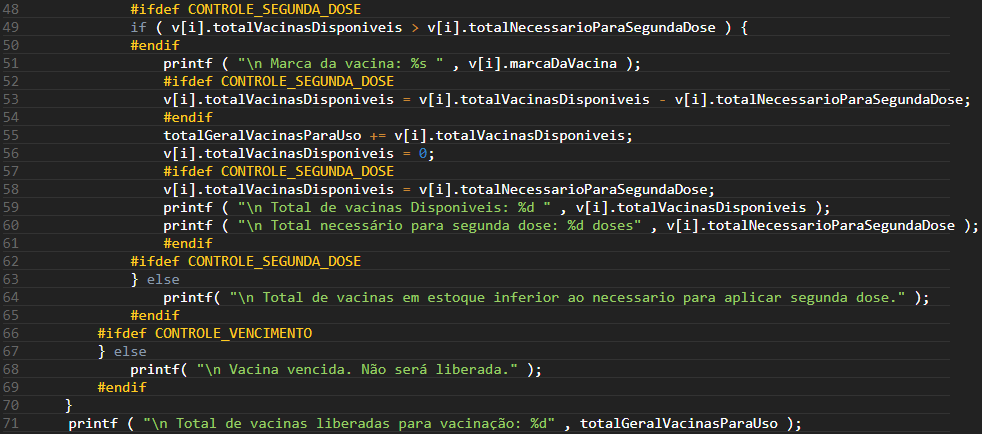 48 #ifdef CONTROLE_SEGUNDA_DOSE
49 if ( v[i].totalVacinasDisponiveis > v[i].totalNecessarioParaSegundaDose ) {
50 #endif
51 printf ( "\n Marca da vacina: %s " , v[i].marcaDaVacina );
52 #ifdef CONTROLE_SEGUNDA_DOSE
53 v[i].totalVacinasDisponiveis = v[i].totalVacinasDisponiveis - v[i].totalNecessarioParaSegundaDose;
54 #endif
55 totalGeralVacinasParaUso += v[i].totalVacinasDisponiveis;
56 v[i].totalVacinasDisponiveis = 0;
57 #ifdef CONTROLE_SEGUNDA_DOSE
58 v[i].totalVacinasDisponiveis = v[i].totalNecessarioParaSegundaDose;
59 printf ( "\n Total de vacinas Disponiveis: %d " , v[i].totalVacinasDisponiveis );
60 printf ( "\n Total necessário para segunda dose: %d doses" , v[i].totalNecessarioParaSegundaDose );
61 #endif
62 #ifdef CONTROLE_SEGUNDA_DOSE
63 } else
64 printf( "\n Total de vacinas em estoque inferior ao necessario para aplicar segunda dose." );
65 #endif
66 #ifdef CONTROLE_VENCIMENTO
67 } else
68 printf( "\n Vacina vencida. Não será liberada." );
69 #endif
70 }
71 printf ( "\n Total de vacinas liberadas para vacinação: %d" , totalGeralVacinasParaUso );